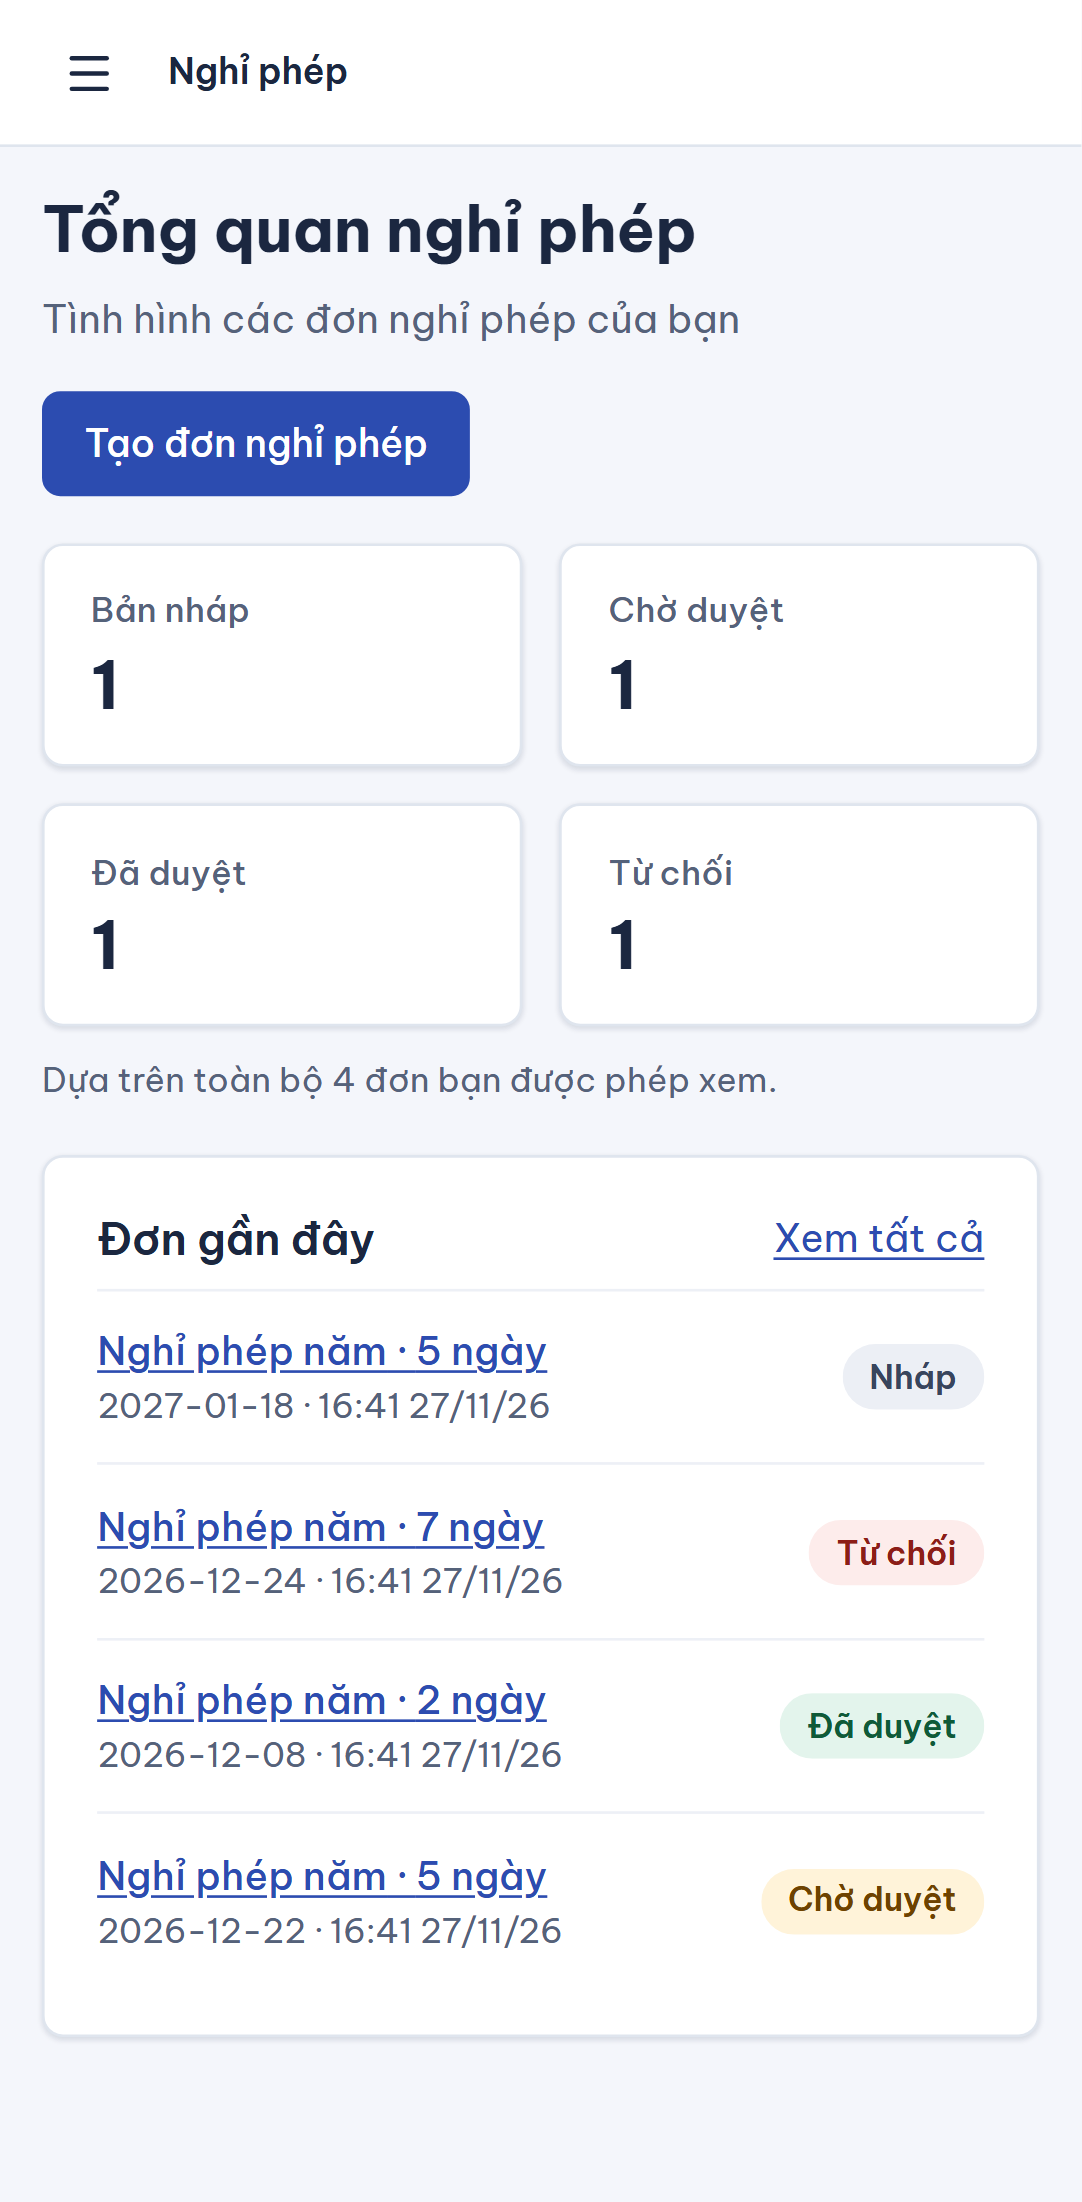 Nghỉ phép
Tổng quan nghỉ phép
Tình hình các đơn nghỉ phép của bạn
Tạo đơn nghỉ phép
Bản nháp
1
Chờ duyệt
1
Đã duyệt
1
Từ chối
1
Dựa trên toàn bộ 4 đơn bạn được phép xem.
Đơn gần đây
Xem tất cả
Nghỉ phép năm · 5 ngày
2027-01-18 · 16:41 27/11/26
Nháp
Nghỉ phép năm · 7 ngày
2026-12-24 · 16:41 27/11/26
Từ chối
Nghỉ phép năm · 2 ngày
2026-12-08 · 16:41 27/11/26
Đã duyệt
Nghỉ phép năm · 5 ngày
2026-12-22 · 16:41 27/11/26
Chờ duyệt